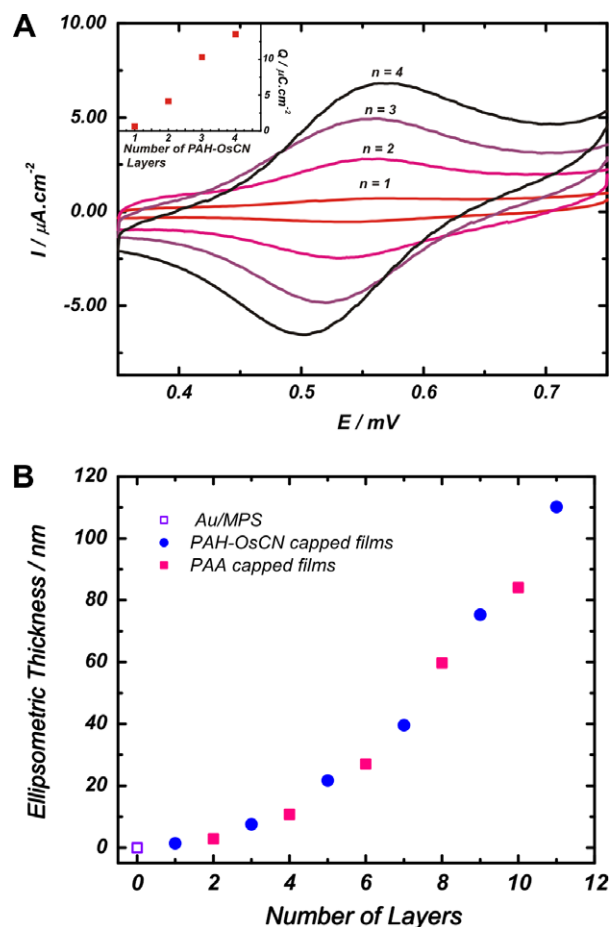 A
10.00
5.00
0.00
-5.00
I / μA.cm-2
10
5
0
Q / μC.cm-2
1 2 3 4
Number of PAH-OsCN
Layers
n = 4
n = 3
n = 2
n = 1
0.4 0.5 0.6 0.7
E / mV
B
120
100
80
60
40
20
0
Ellipsometric Thickness / nm
Au/MPS
PAH-OsCN capped films
PAA capped films
0 2 4 6 8 10 12
Number of Layers